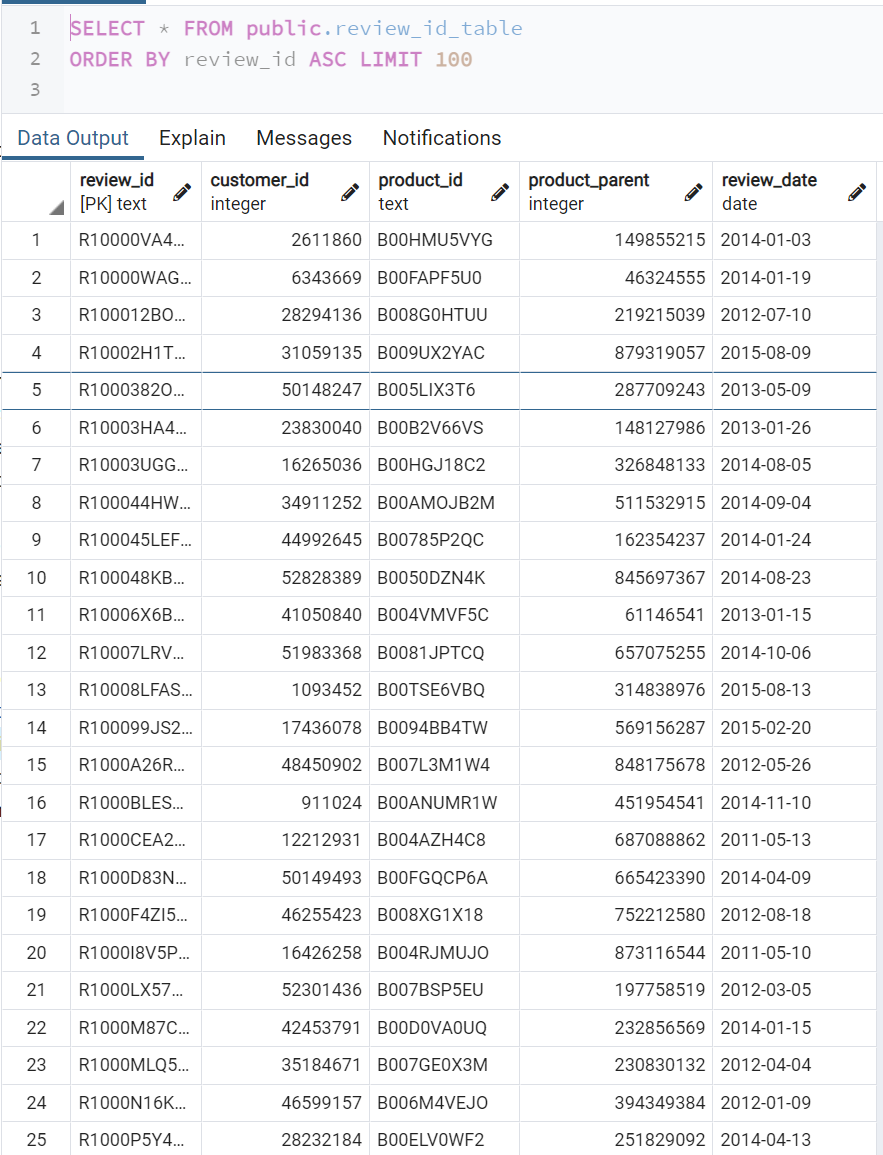 1 SELECT * FROM public.review_id_table
2 ORDER BY review_id ASC LIMIT 100
3
Data Output Explain Messages Notifications
review_id customer_id product_id product_parent review_date
[PK] text integer text integer date
1 R10000VA4... 2611860 B00HMU5VYG 149855215 2014-01-03
2 R10000WAG... 6343669 B00FAPF5U0 46324555 2014-01-19
3 R100012BO... 28294136 B008G0HTUU 219215039 2012-07-10
4 R10002H1T... 31059135 B009UX2YAC 879319057 2015-08-09
5 R1000382O... 50148247 B005LIX3T6 287709243 2013-05-09
6 R10003HA4... 23830040 B00B2V66VS 148127986 2013-01-26
7 R10003UGG... 16265036 B00HGJ18C2 326848133 2014-08-05
8 R100044HW... 34911252 B00AMOJB2M 511532915 2014-09-04
9 R100045LEF... 44992645 B00785P2QC 162354237 2014-01-24
10 R100048KB... 52828389 B0050DZN4K 845697367 2014-08-23
11 R10006X6B... 41050840 B004VMVF5C 61146541 2013-01-15
12 R10007LRV... 51983368 B0081JPTCQ 657075255 2014-10-06
13 R10008LFAS... 1093452 B00TSE6VBQ 314838976 2015-08-13
14 R100099JS2... 17436078 B0094BB4TW 569156287 2015-02-20
15 R1000A26R... 48450902 B007L3M1W4 848175678 2012-05-26
16 R1000BLES... 911024 B00ANUMR1W 451954541 2014-11-10
17 R1000CEA2... 12212931 B004AZH4C8 687088862 2011-05-13
18 R1000D83N... 50149493 B00FGQCP6A 665423390 2014-04-09
19 R1000F4ZI5... 46255423 B008XG1X18 752212580 2012-08-18
20 R1000I8V5P... 16426258 B004RJMUJO 873116544 2011-05-10
21 R1000LX57... 52301436 B007BSP5EU 197758519 2012-03-05
22 R1000M87C... 42453791 B00D0VA0UQ 232856569 2014-01-15
23 R1000MLQ5... 35184671 B007GE0X3M 230830132 2012-04-04
24 R1000N16K... 46599157 B006M4VEJO 394349384 2012-01-09
25 R1000P5Y4... 28232184 B00ELV0WF2 251829092 2014-04-13